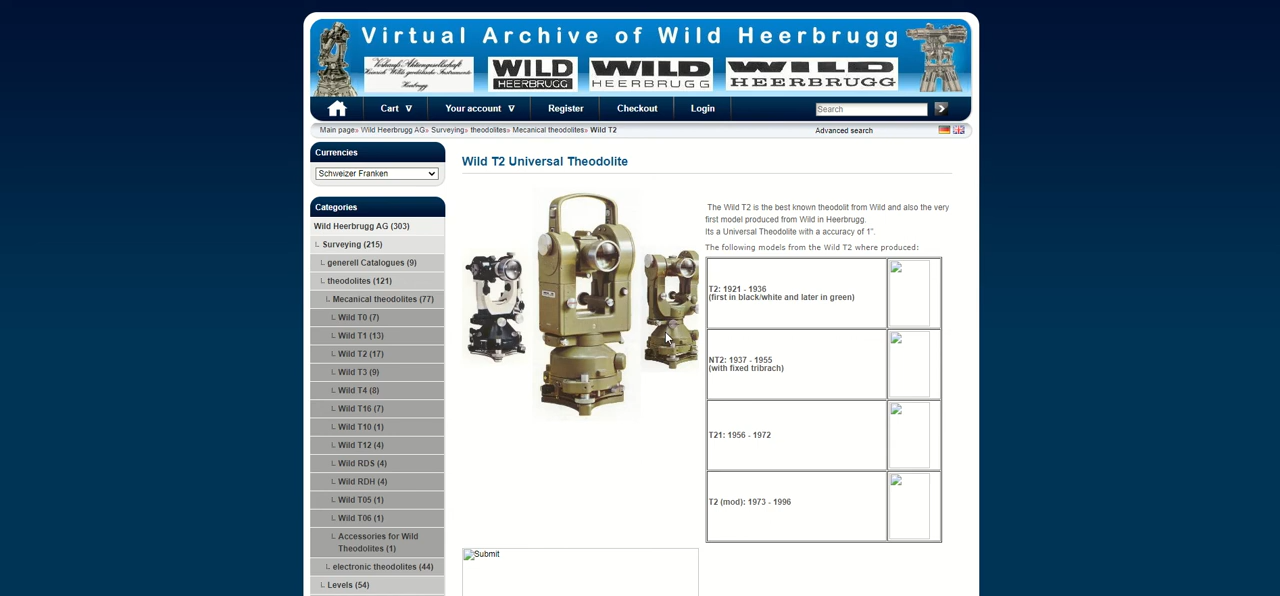 Virtual Archive of Wild Heerbrugg
Verkaufs-Aktiengesellschaft
Heinrich Wilds geodätische Instrumente
Heerbrugg
WILD
HEERBRUGG
WILD
HEERBRUGG
WILD
HEERBRUGG
Cart ∇
Your account ∇
Register
Checkout
Login
Search
Main page» Wild Heerbrugg AG» Surveying» theodolites» Mecanical theodolites» Wild T2
Advanced search
Currencies
Schweizer Franken
Categories
Wild Heerbrugg AG (303)
Surveying (215)
generell Catalogues (9)
theodolites (121)
Mecanical theodolites (77)
Wild T0 (7)
Wild T1 (13)
Wild T2 (17)
Wild T3 (9)
Wild T4 (8)
Wild T16 (7)
Wild T10 (1)
Wild T12 (4)
Wild RDS (4)
Wild RDH (4)
Wild T05 (1)
Wild T06 (1)
Accessories for Wild
Theodolites (1)
electronic theodolites (44)
Levels (54)
Wild T2 Universal Theodolite
The Wild T2 is the best known theodolit from Wild and also the very
first model produced from Wild in Heerbrugg.
Its a Universal Theodolite with a accuracy of 1".
The following models from the Wild T2 where produced:
T2: 1921 - 1936
(first in black/white and later in green)
NT2: 1937 - 1955
(with fixed tribrach)
T21: 1956 - 1972
T2 (mod): 1973 - 1996
Submit